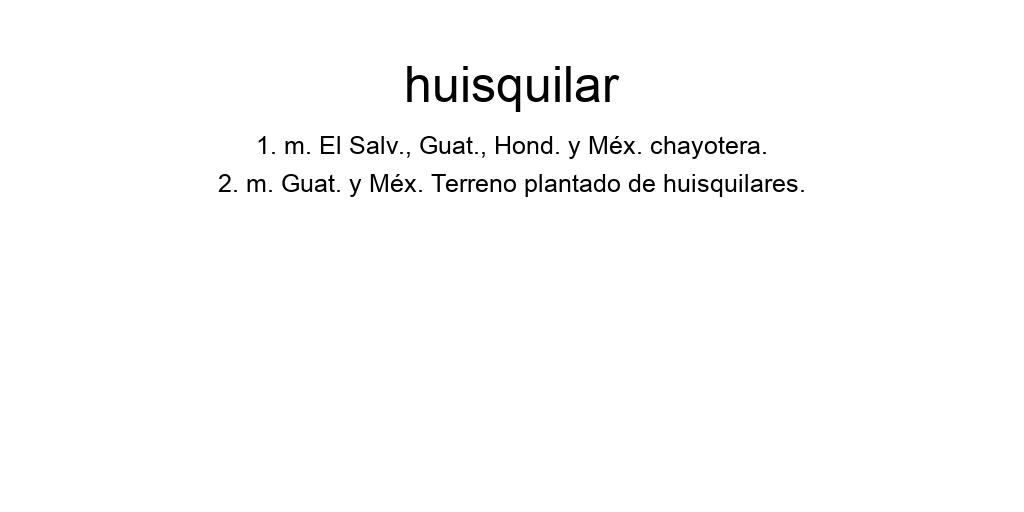 huisquilar
1. m. El Salv., Guat., Hond. y Méx. chayotera.
2. m. Guat. y Méx. Terreno plantado de huisquilares.